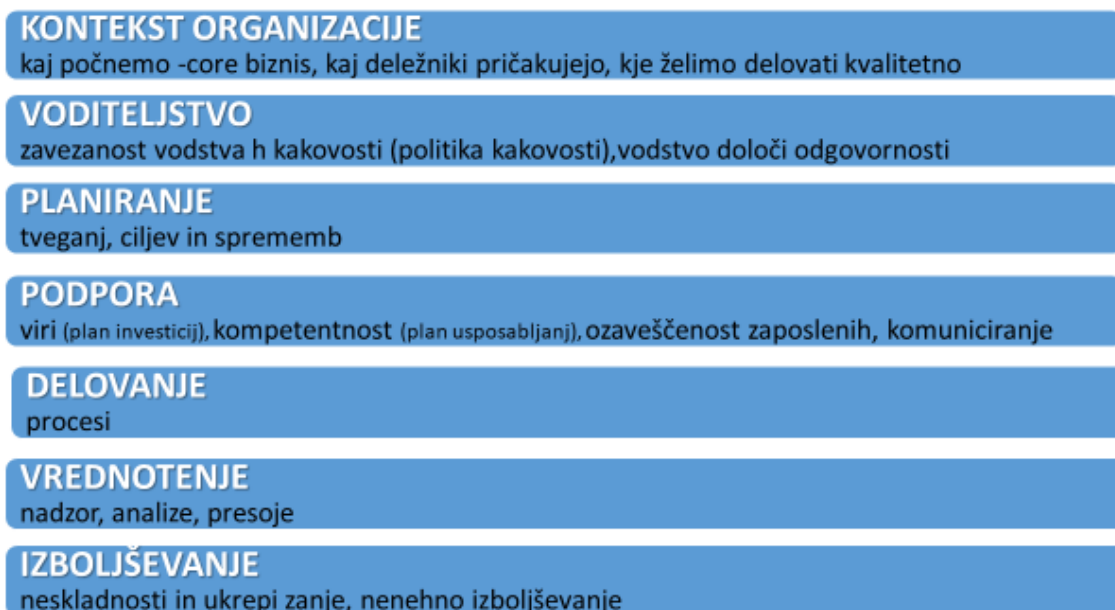 KONTEKST ORGANIZACIJE
kaj počnemo -core biznis, kaj deležniki pričakujejo, kje želimo delovati kvalitetno
VODITELJSTVO
zavezanost vodstva h kakovosti (politika kakovosti),vodstvo določi odgovornosti
PLANIRANJE
tveganj, ciljev in sprememb
PODPORA
viri (plan investicij), kompetentnost (plan usposabljanj), ozaveščenost zaposlenih, komuniciranje
DELOVANJE
procesi
VREDNOTENJE
nadzor, analize, presoje
IZBOLJŠEVANJE
neskladnosti in ukrepi zanje, nenehno izboljševanje